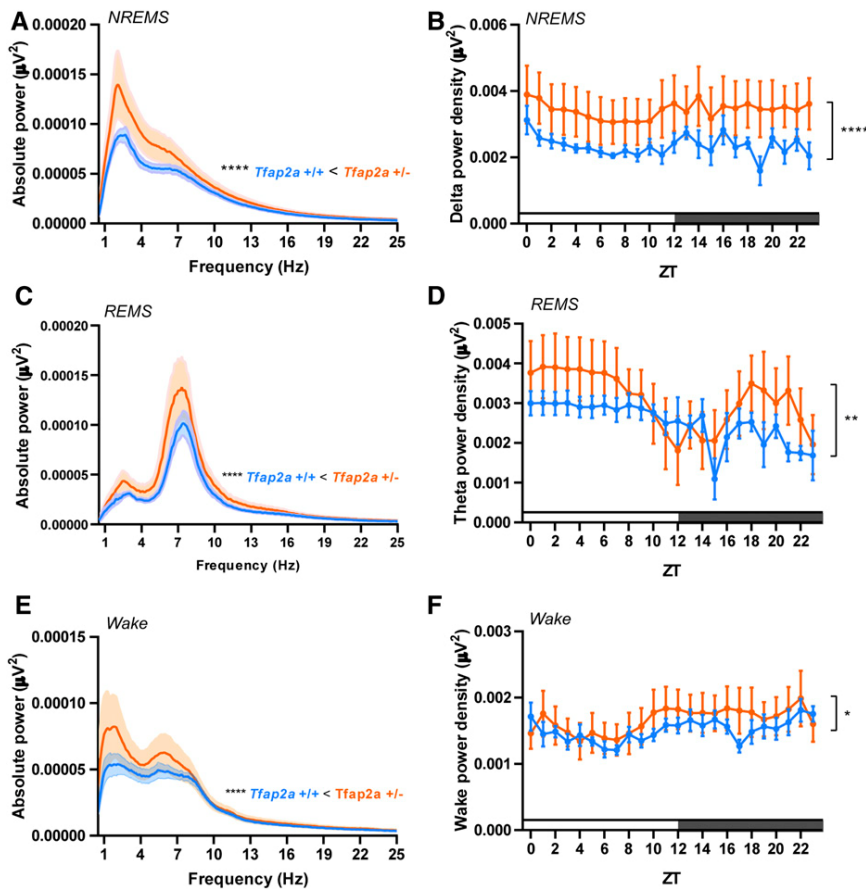 A NREMS
Absolute power (μV²)
0.00020
0.00015
0.00010
0.00005
0.00000
**** Tfap2a +/+ < Tfap2a +/-
1 4 7 10 13 16 19 22 25
Frequency (Hz)
B NREMS
Delta power density (μV²)
0.006
0.004
0.002
0.000
****
0 2 4 6 8 10 12 14 16 18 20 22
ZT
C REMS
Absolute power (μV²)
0.00020
0.00015
0.00010
0.00005
0.00000
**** Tfap2a +/+ < Tfap2a +/-
1 4 7 10 13 16 19 22 25
Frequency (Hz)
D REMS
Theta power density (μV²)
0.005
0.004
0.003
0.002
0.001
0.000
**
0 2 4 6 8 10 12 14 16 18 20 22
ZT
E Wake
Absolute power (μV²)
0.00015
0.00010
0.00005
0.00000
**** Tfap2a +/+ < Tfap2a +/-
1 4 7 10 13 16 19 22 25
Frequency (Hz)
F Wake
Wake power density (μV²)
0.003
0.002
0.001
0.000
*
0 2 4 6 8 10 12 14 16 18 20 22
ZT